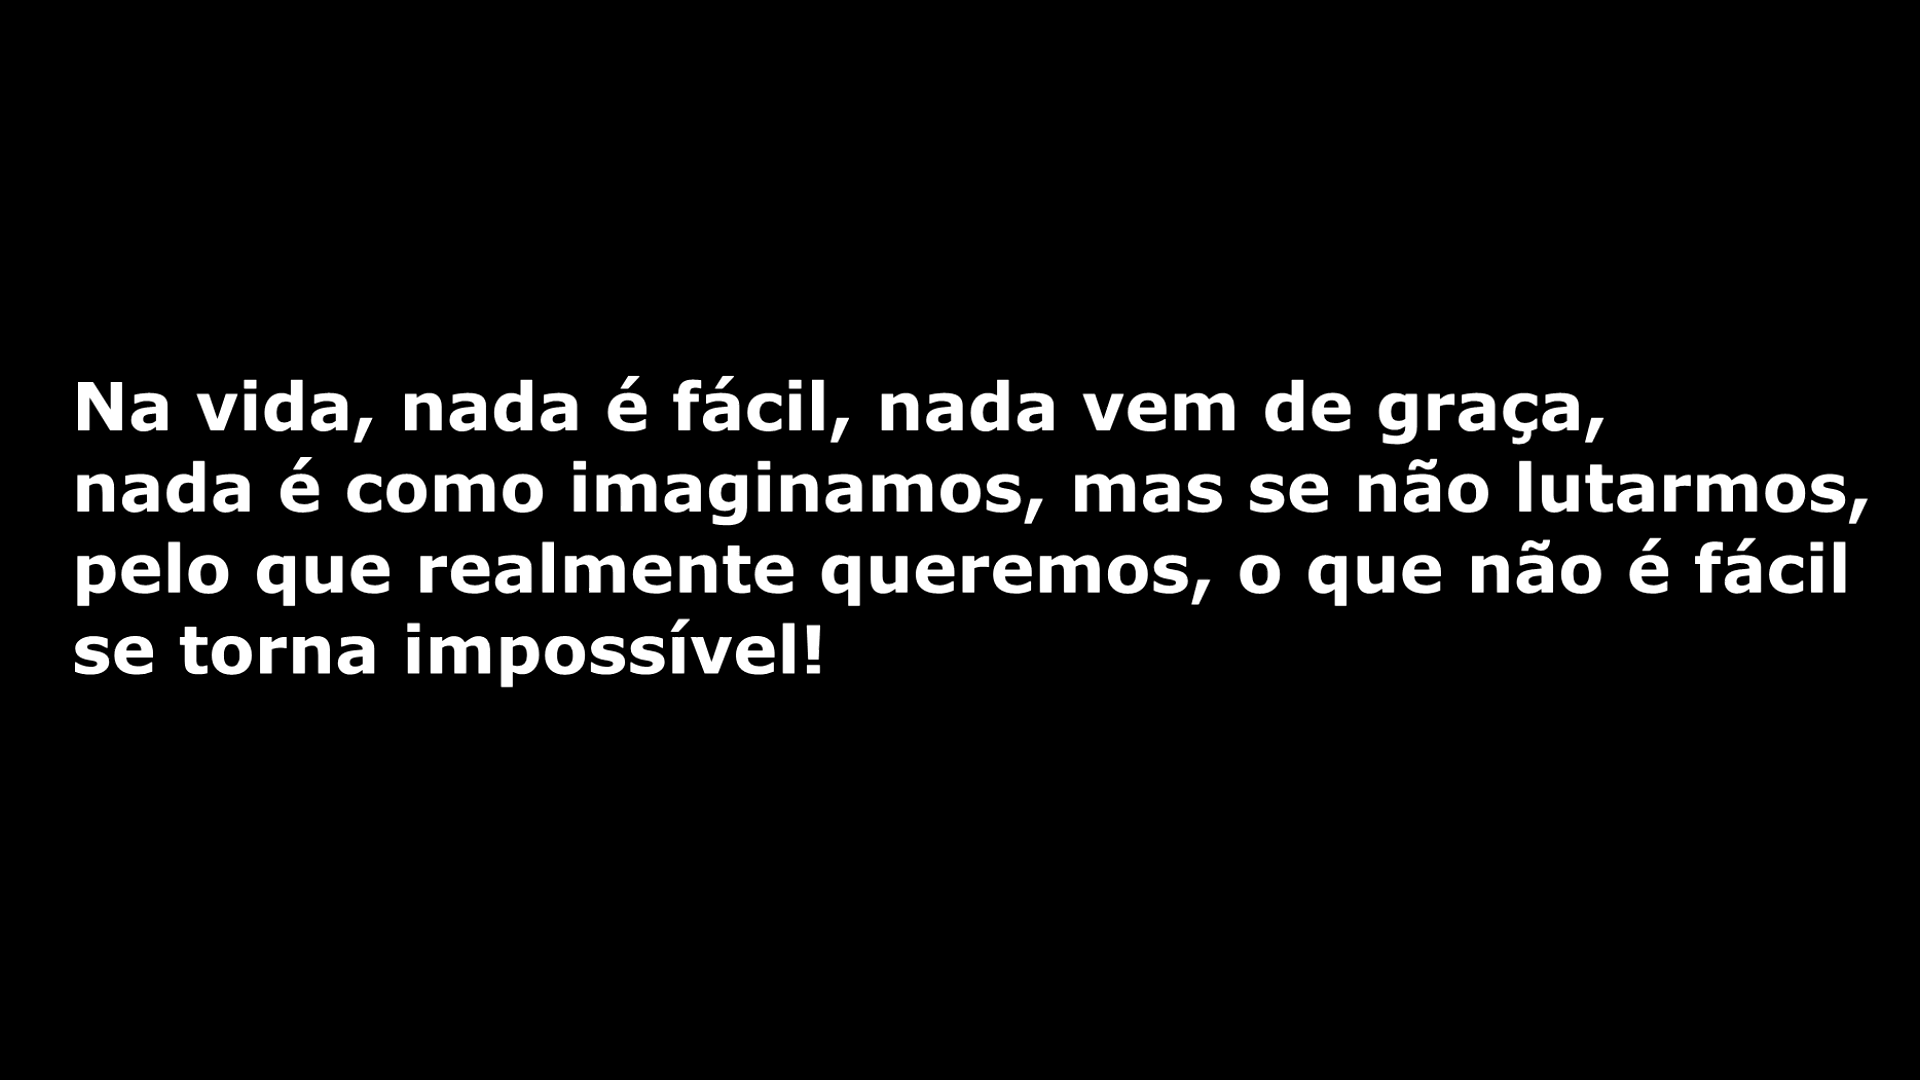 Na vida, nada é fácil, nada vem de graça,
nada é como imaginamos, mas se não lutarmos,
pelo que realmente queremos, o que não é fácil
se torna impossível!